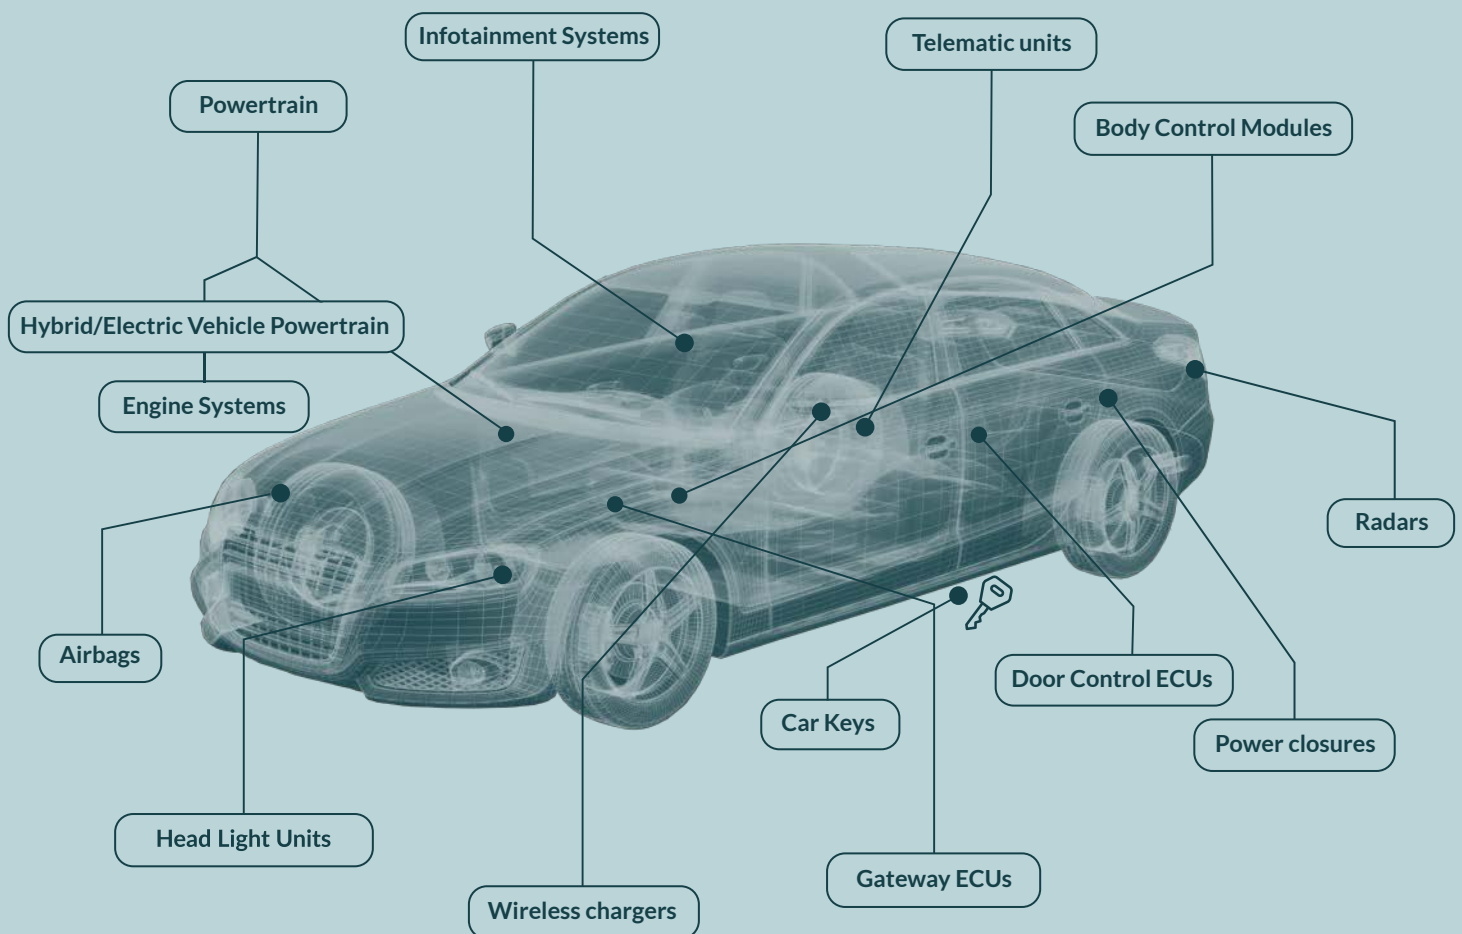 Infotainment Systems
Telematic units
Powertrain
Body Control Modules
Hybrid/Electric Vehicle Powertrain
Engine Systems
Radars
Airbags
Door Control ECUs
Car Keys
Power closures
Head Light Units
Gateway ECUs
Wireless chargers